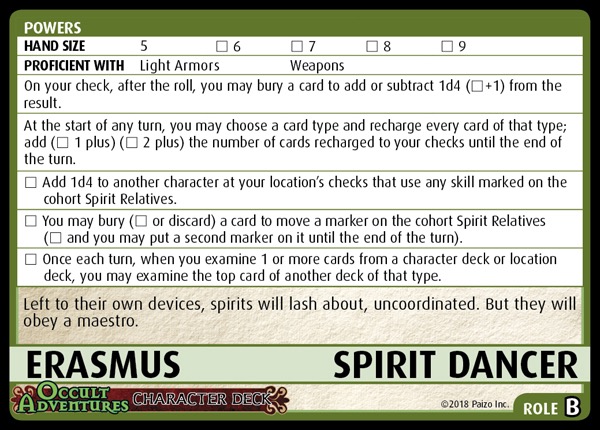 POWERS
HAND SIZE 5 ☐ 6 ☐ 7 ☐ 8 ☐ 9
PROFICIENT WITH Light Armors Weapons
On your check, after the roll, you may bury a card to add or subtract 1d4 (☐+1) from the
result.
At the start of any turn, you may choose a card type and recharge every card of that type;
add (☐ 1 plus) (☐ 2 plus) the number of cards recharged to your checks until the end of
the turn.
☐ Add 1d4 to another character at your location's checks that use any skill marked on the
cohort Spirit Relatives.
☐ You may bury (☐ or discard) a card to move a marker on the cohort Spirit Relatives
(☐ and you may put a second marker on it until the end of the turn).
☐ Once each turn, when you examine 1 or more cards from a character deck or location
deck, you may examine the top card of another deck of that type.
Left to their own devices, spirits will lash about, uncoordinated. But they will
obey a maestro.
ERASMUS SPIRIT DANCER
OCCULT
ADVENTURES CHARACTER DECK ©2018 Paizo Inc. ROLE B